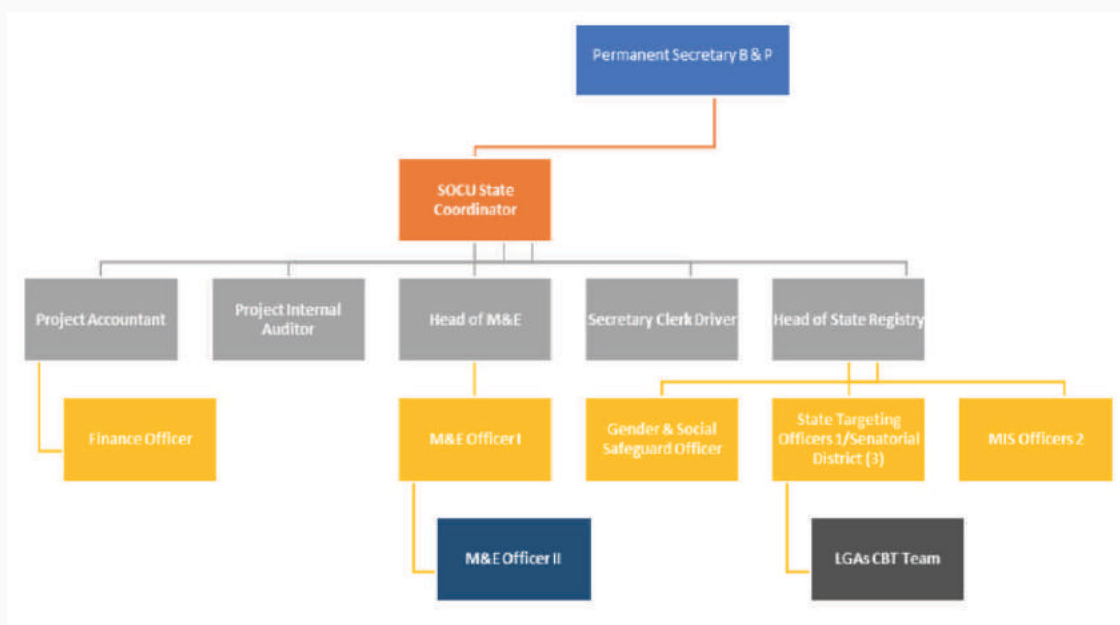 Permanent Secretary B & P
SOCU State
Coordinator
Project Accountant
Project Internal
Auditor
Head of M&E
Secretary Clerk Driver
Head of State Registry
Finance Officer
M&E Officer I
Gender & Social
Safeguard Officer
State Targeting
Officers 1/Senatorial
District (3)
MIS Officers 2
M&E Officer II
LGAs CBT Team